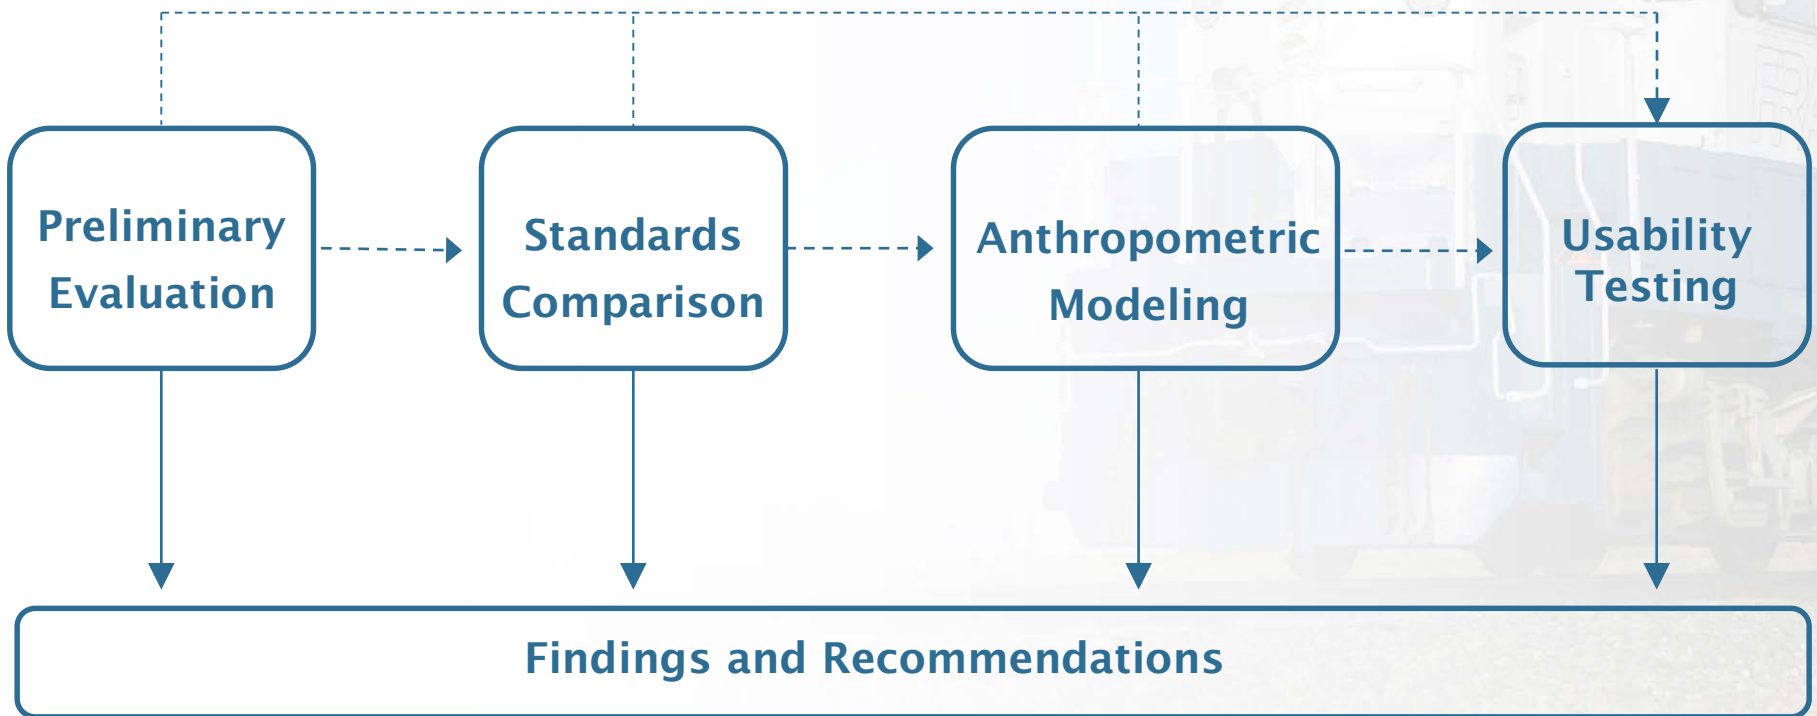 Preliminary
Evaluation
Standards
Comparison
Anthropometric
Modeling
Usability
Testing
Findings and Recommendations